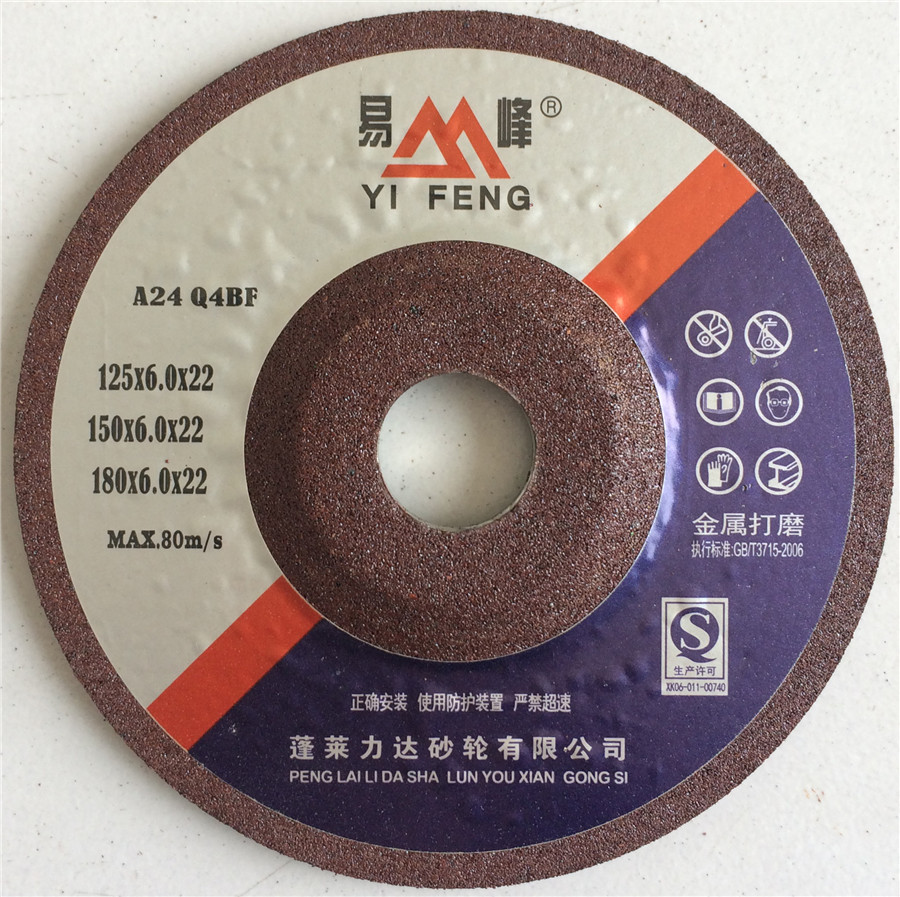 易峰®
YI FENG
A24 Q4BF
125x6.0x22
150x6.0x22
180x6.0x22
MAX,80m/s
金属打磨
执行标准:GB/T3715-2006
S
生产许可
XK06-011-00740
正确安装 使用防护装置 严禁超速
蓬莱力达砂轮有限公司
PENG LAI LI DA SHA LUN YOU XIAN GONG SI